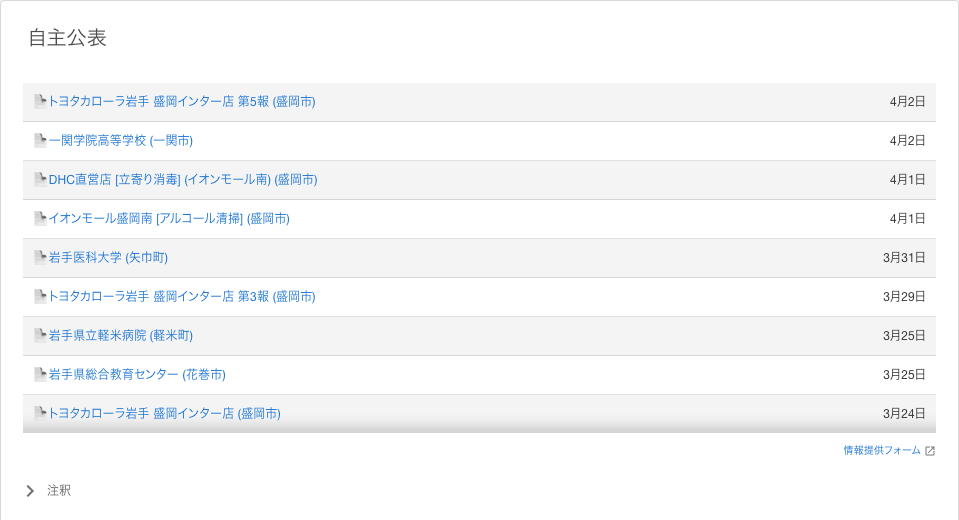 自主公表
トヨタカローラ岩手 盛岡インター店 第5報 (盛岡市) 4月2日
一関学院高等学校 (一関市) 4月2日
DHC直営店 [立寄り消毒] (イオンモール南) (盛岡市) 4月1日
イオンモール盛岡南 [アルコール清掃] (盛岡市) 4月1日
岩手医科大学 (矢巾町) 3月31日
トヨタカローラ岩手 盛岡インター店 第3報 (盛岡市) 3月29日
岩手県立軽米病院 (軽米町) 3月25日
岩手県総合教育センター (花巻市) 3月25日
トヨタカローラ岩手 盛岡インター店 (盛岡市) 3月24日
情報提供フォーム
注釈